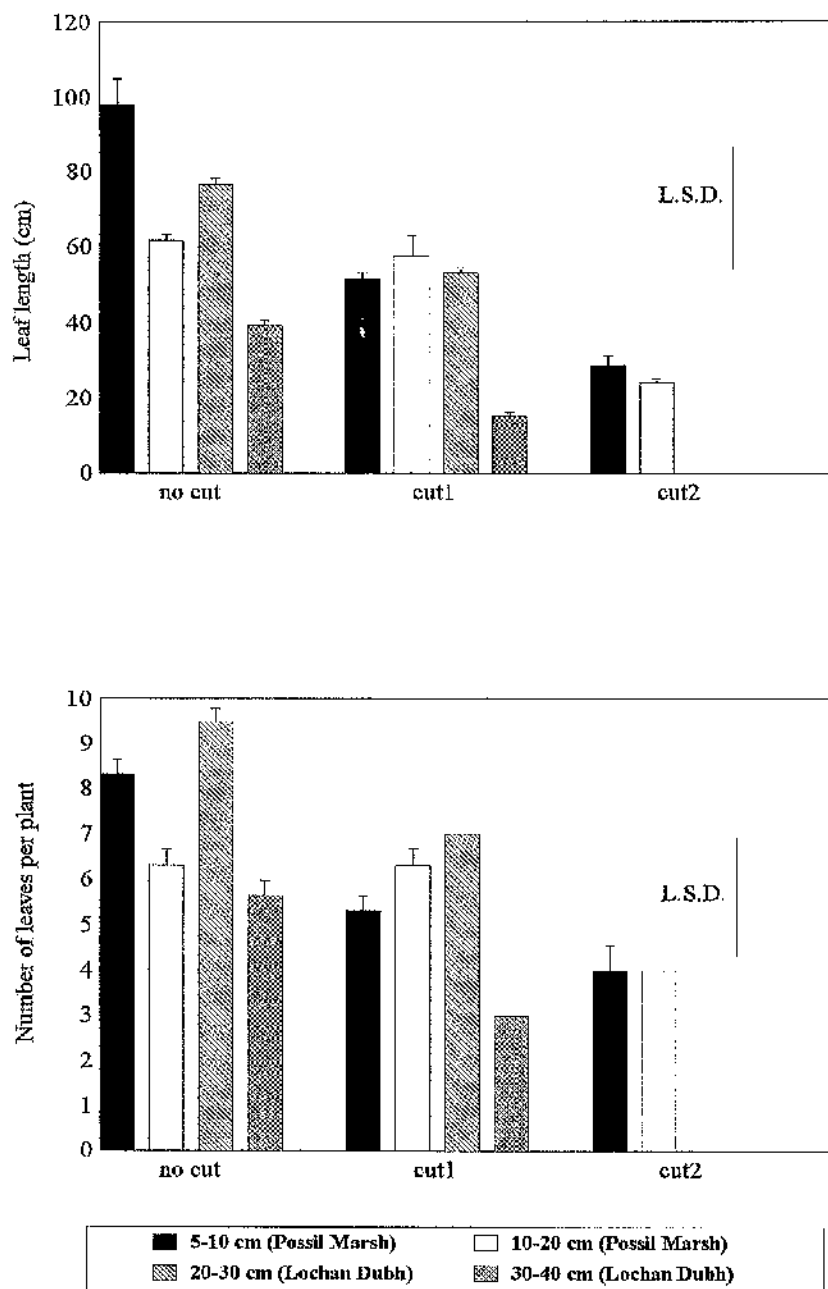 120
100
80
60
40
20
0
Leaf length (cm)
L.S.D.
no cut cut1 cut2
10
9
8
7
6
5
4
3
2
1
0
Number of leaves per plant
L.S.D.
no cut cut1 cut2
5-10 cm (Possil Marsh) 10-20 cm (Possil Marsh)
20-30 cm (Lochan Dubh) 30-40 cm (Lochan Dubh)